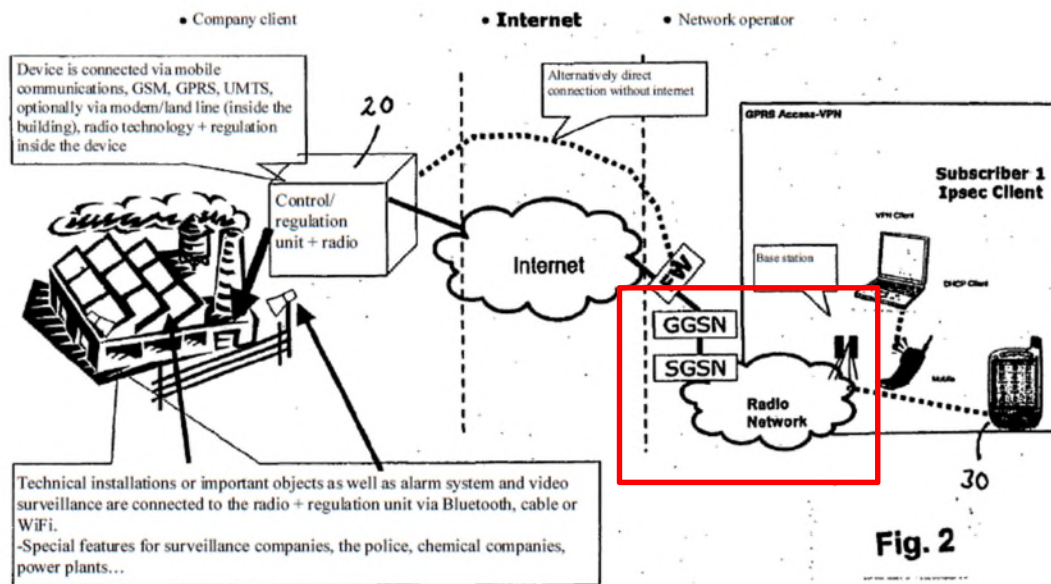 • Company client
• Internet
• Network operator
Device is connected via mobile
communications, GSM, GPRS, UMTS,
optionally via modem/land line (inside the
building), radio technology + regulation
inside the device
20
Alternatively direct
connection without internet
GPRS Access-VPN
Subscriber 1
Ipsec Client
VPN Client
Control/
regulation
unit + radio
Internet
FW
Base station
DHCP Client
GGSN
SGSN
Mobile
Radio
Network
30
Technical installations or important objects as well as alarm system and video
surveillance are connected to the radio + regulation unit via Bluetooth, cable or
WiFi.
-Special features for surveillance companies, the police, chemical companies,
power plants…
Fig. 2